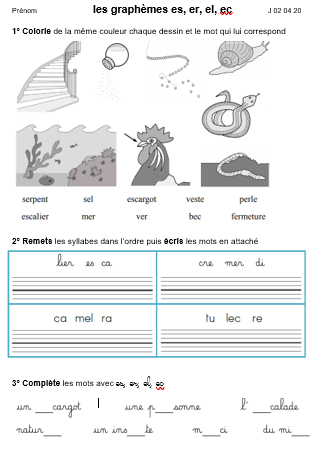 Prénom les graphèmes es, er, el, ec J 02 04 20
1° Colorie de la même couleur chaque dessin et le mot qui lui correspond
serpent sel escargot veste perle
escalier mer ver bec fermeture
2° Remets les syllabes dans l'ordre puis écris les mots en attaché
lier es ca cre mer di
ca mel ra tu lec re
3° Complète les mots avec es, er, el, ec
un ___cargot une p___sonne l'___calade
natur___ un ins___te m___ci du mi___